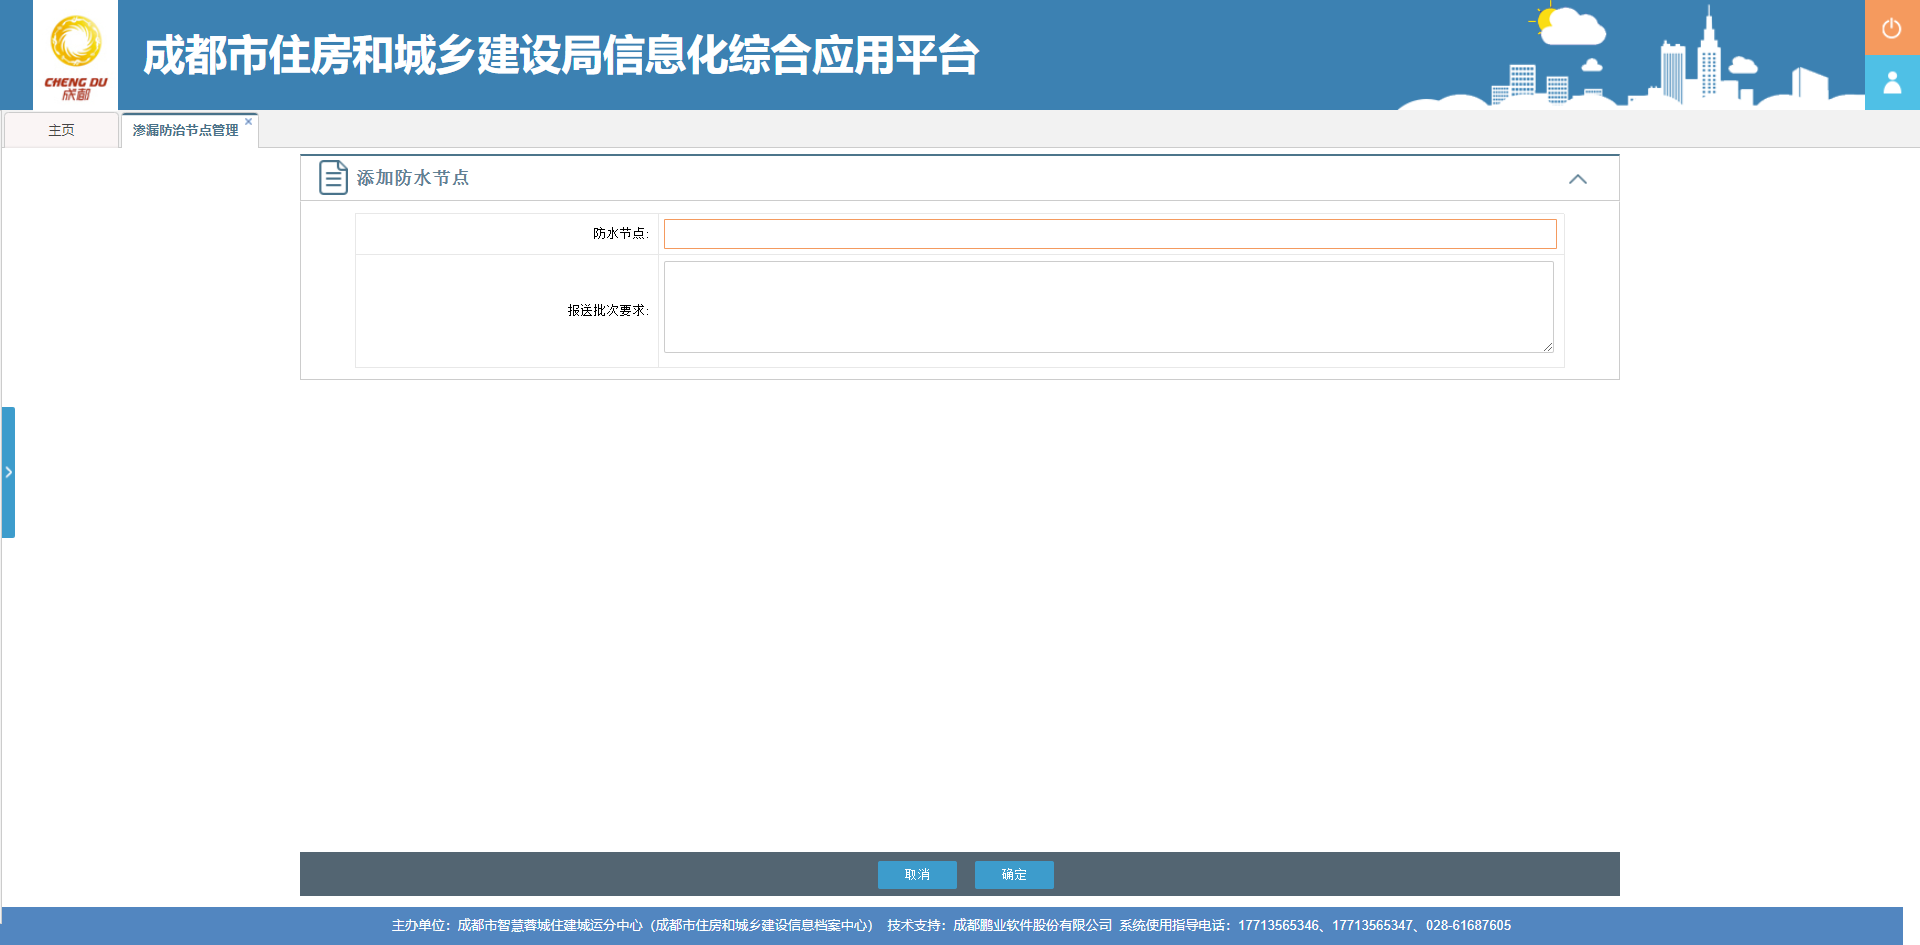 CHENG DU
成都
成都市住房和城乡建设局信息化综合应用平台
主页
渗漏防治节点管理
添加防水节点
防水节点:
报送批次要求:
取消
确定
主办单位：成都市智慧蓉城住建城运分中心（成都市住房和城乡建设信息档案中心） 技术支持：成都鹏业软件股份有限公司 系统使用指导电话：17713565346、17713565347、028-61687605